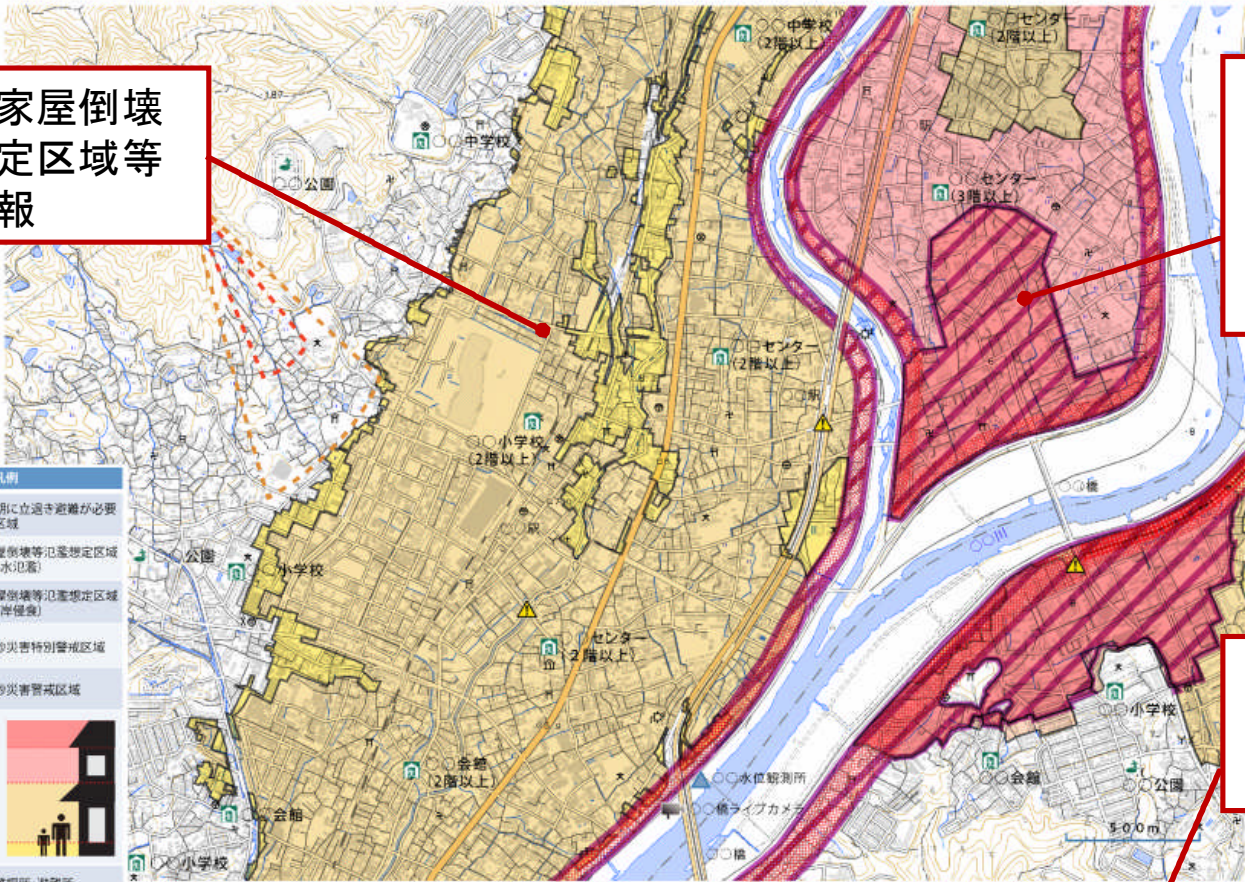 ○○中学校
(2階以上)
○○センター
(2階以上)
家屋倒壊
定区域等
報
187
○○中学校
○○公園
駅
○○センター
(3階以上)
○○センター
(2階以上)
○○駅
○○小学校
(2階以上)
○○駅
○○橋
○○川
凡例
期に立退き避難が必要
区域
屋倒壊等氾濫想定区域
水氾濫)
屋倒壊等氾濫想定区域
岸侵食)
砂災害特別警戒区域
砂災害警戒区域
○公園
小学校
○センター
(2階以上)
○○小学校
○会館
(2階以上)
○○水位観測所
○○橋ライブカメラ
○○会館
○○公園
500m
会館
○○橋
○○小学校